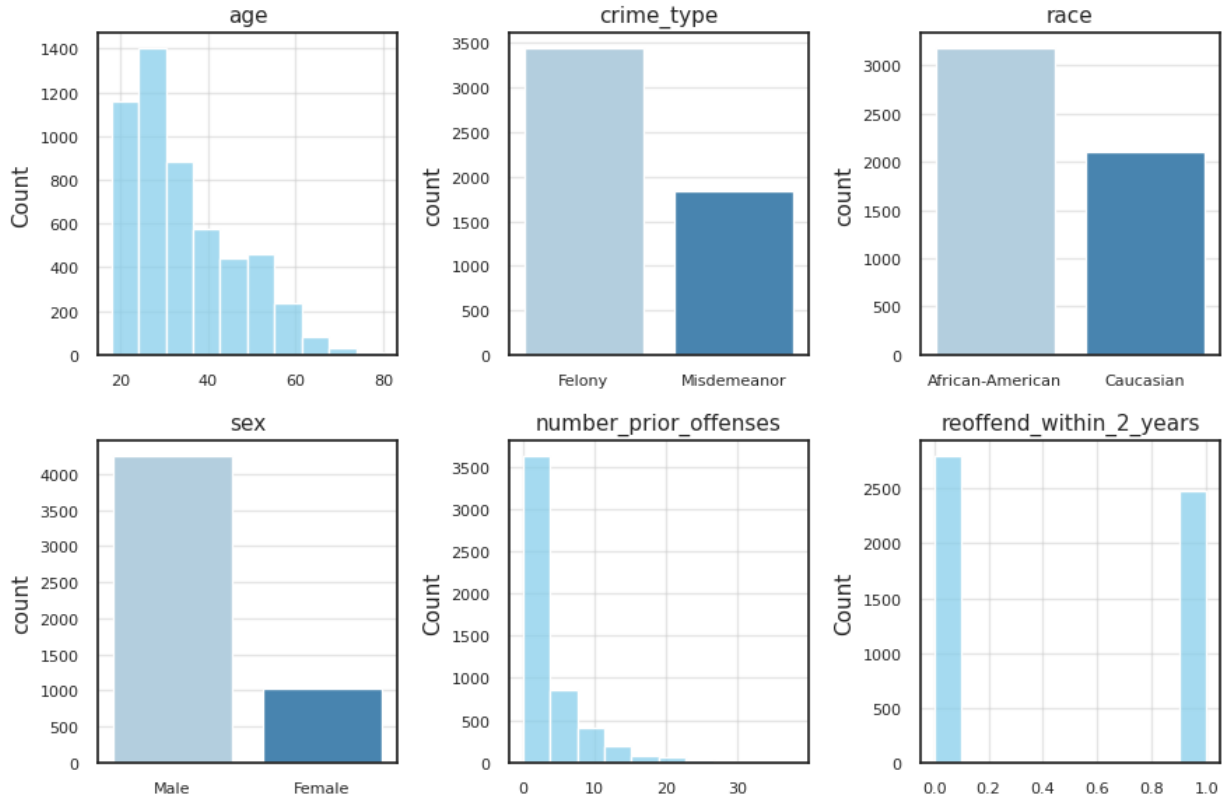 age
1400
1200
1000
800
600
400
200
0
Count
20 40 60 80
crime_type
3500
3000
2500
2000
1500
1000
500
0
count
Felony Misdemeanor
race
3000
2500
2000
1500
1000
500
0
count
African-American Caucasian
sex
4000
3500
3000
2500
2000
1500
1000
500
0
count
Male Female
number_prior_offenses
3500
3000
2500
2000
1500
1000
500
0
Count
0 10 20 30
reoffend_within_2_years
2500
2000
1500
1000
500
0
Count
0.0 0.2 0.4 0.6 0.8 1.0